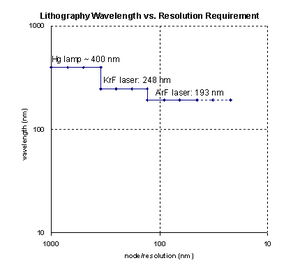 Lithography Wavelength vs. Resolution Requirement
1000
Hg lamp ~ 400 nm
KrF laser: 248 nm
ArF laser: 193 nm
100
wavelength (nm)
10
1000 100 10
node/resolution (nm)